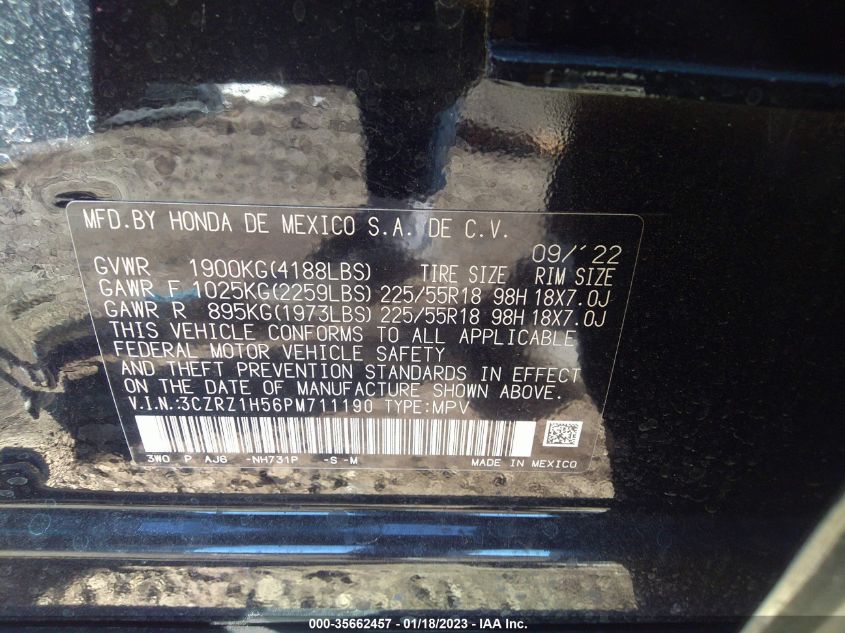 MFD.BY HONDA DE MEXICO S.A. DE C.V.
09/'22
GVWR 1900KG(4188LBS) TIRE SIZE RIM SIZE
GAWR F 1025KG(2259LBS) 225/55R18 98H 18X7.0J
GAWR R 895KG(1973LBS) 225/55R18 98H 18X7.0J
THIS VEHICLE CONFORMS TO ALL APPLICABLE
FEDERAL MOTOR VEHICLE SAFETY
AND THEFT PREVENTION STANDARDS IN EFFECT
ON THE DATE OF MANUFACTURE SHOWN ABOVE.
V.I.N.:3CZRZ1H56PM711190 TYPE:MPV
3W0 P AJ6 -NH731P -S -M MADE IN MEXICO
000-35662457 - 01/18/2023 - IAA Inc.